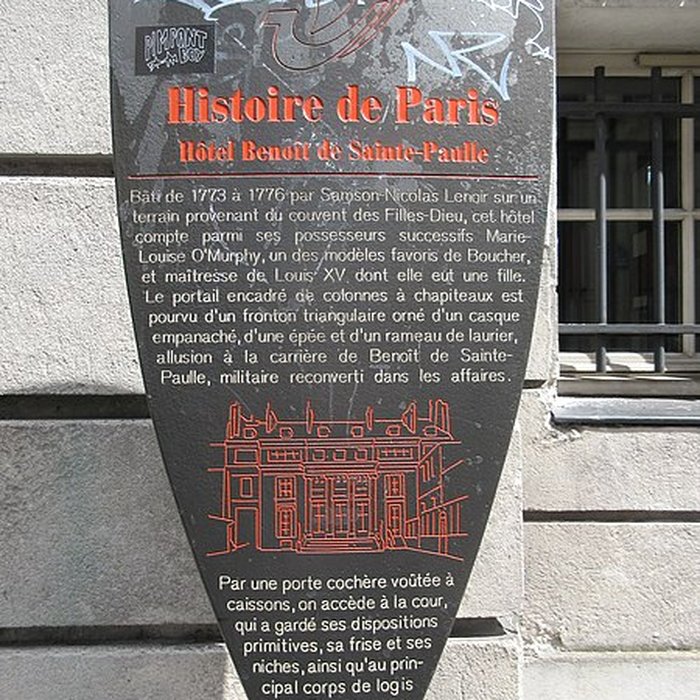 Histoire de Paris
Hôtel Benoît de Sainte-Paulle
Bâti de 1773 à 1776 par Samson-Nicolas Lenoir sur un
terrain provenant du couvent des Filles-Dieu, cet hôtel
compte parmi ses possesseurs successifs Marie-
Louise O'Murphy, un des modèles favoris de Boucher,
et maîtresse de Louis XV dont elle eut une fille.
Le portail encadré de colonnes à chapiteaux est
pourvu d'un fronton triangulaire orné d'un casque
empanaché, d'une épée et d'un rameau de laurier,
allusion à la carrière de Benoît de Sainte-
Paulle, militaire reconverti dans les affaires.
Par une porte cochère voûtée à
caissons, on accède à la cour,
qui a gardé ses dispositions
primitives, sa frise et ses
niches, ainsi qu'au prin-
cipal corps de logis